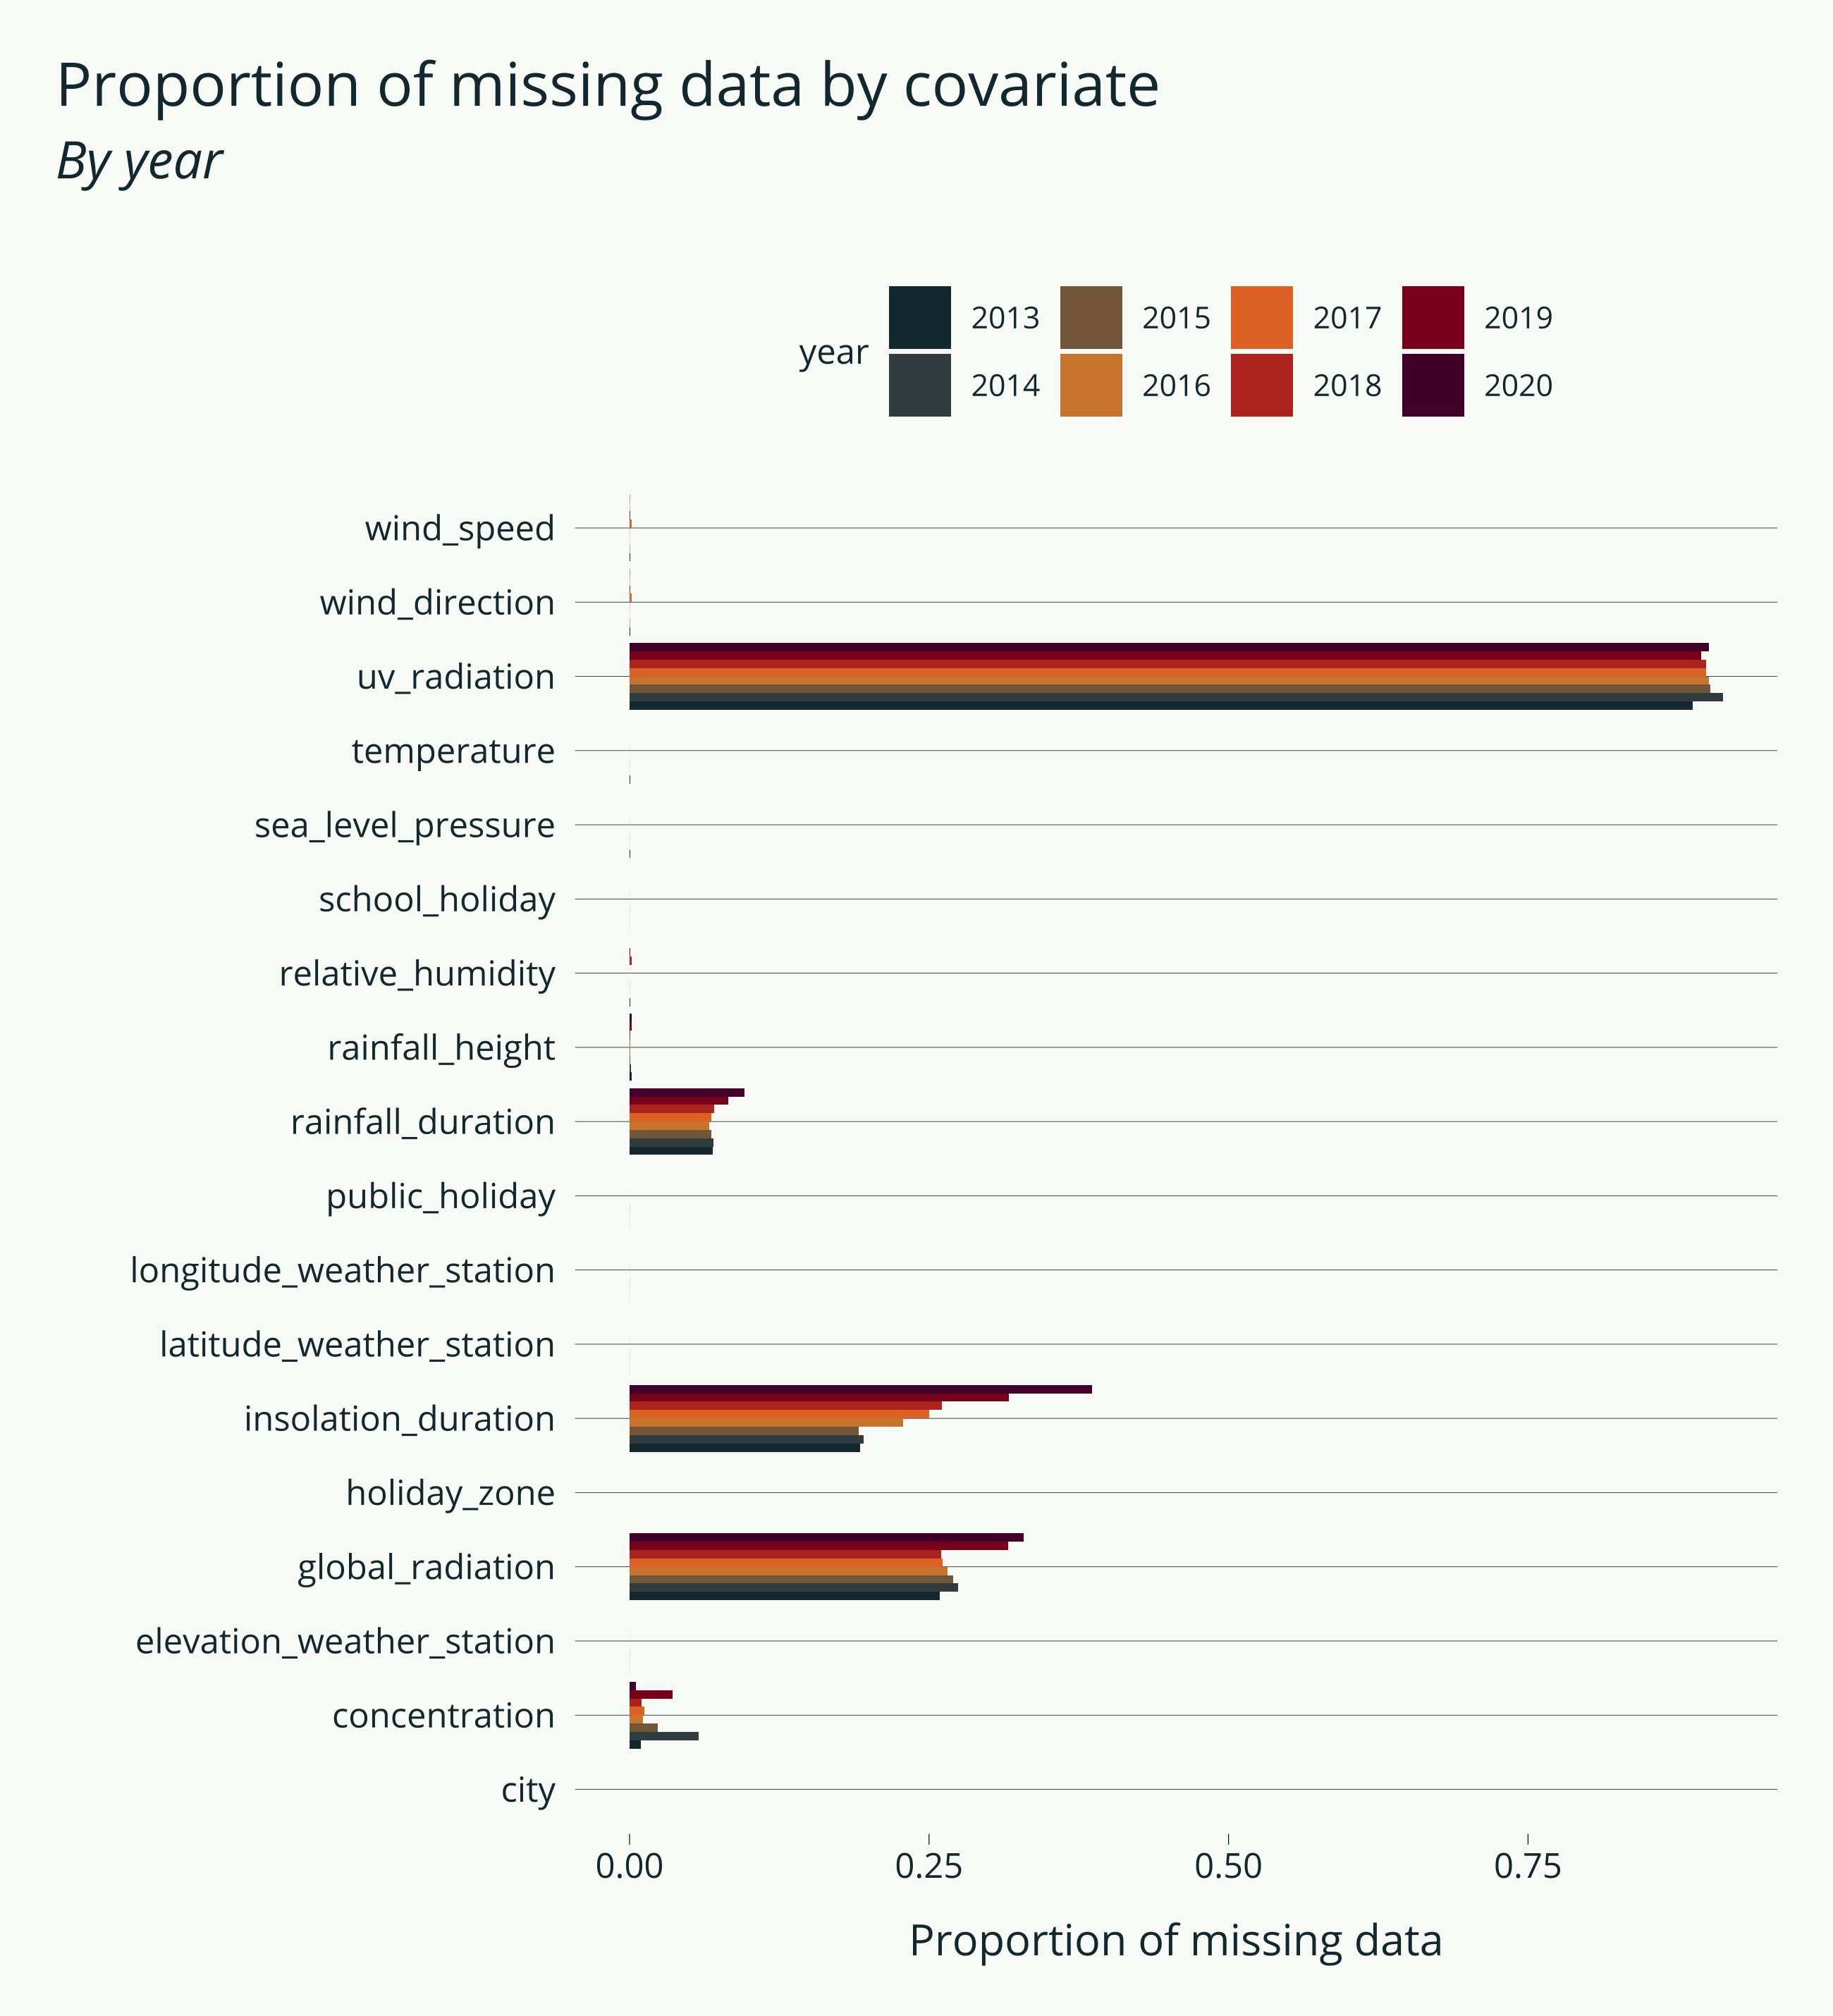 Proportion of missing data by covariate
By year
year
2013
2015
2017
2019
2014
2016
2018
2020
wind_speed
wind_direction
uv_radiation
temperature
sea_level_pressure
school_holiday
relative_humidity
rainfall_height
rainfall_duration
public_holiday
longitude_weather_station
latitude_weather_station
insolation_duration
holiday_zone
global_radiation
elevation_weather_station
concentration
city
0.00 0.25 0.50 0.75
Proportion of missing data